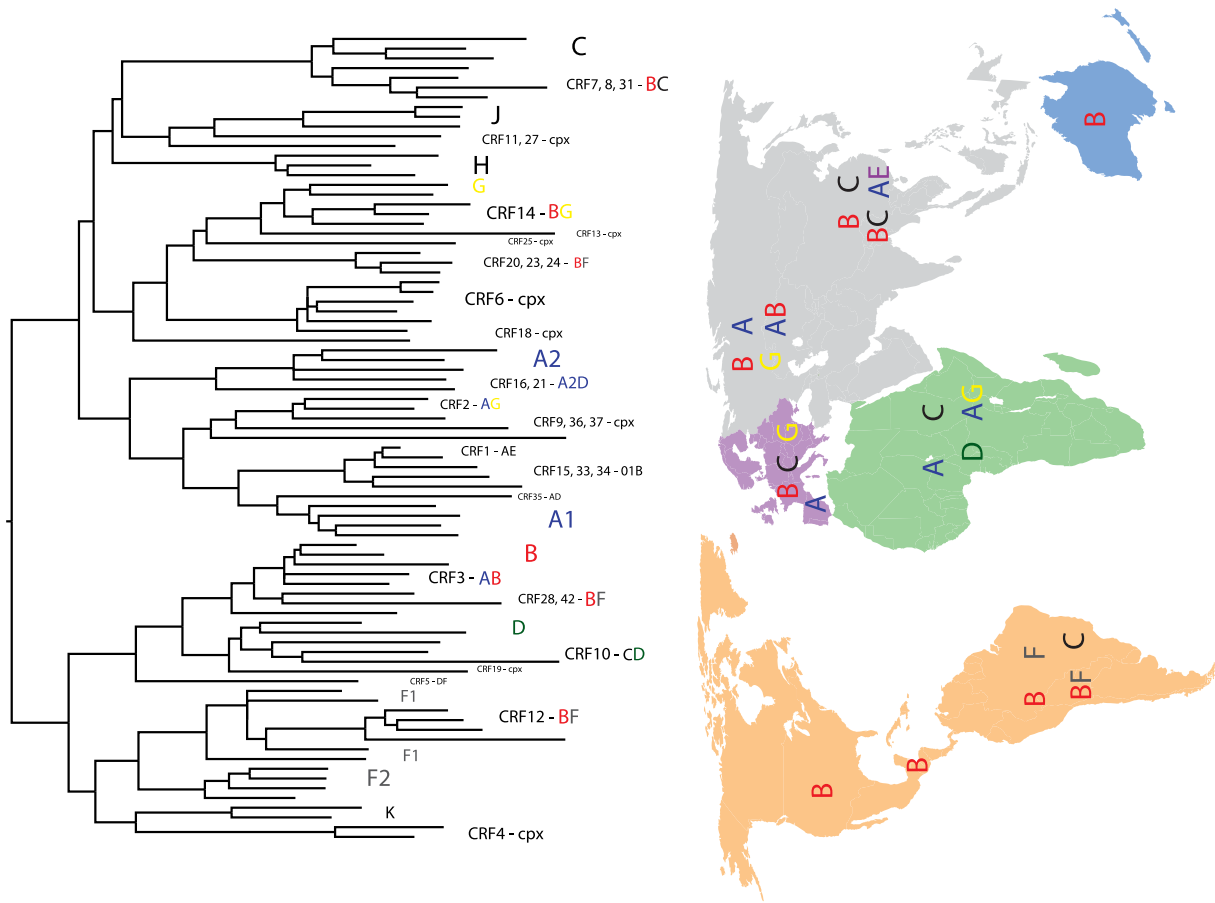 C
CRF7, 8, 31 - BC
J
CRF11, 27 - cpx
H
G
CRF14 - BG
CRF13 - cpx
CRF25 - cpx
CRF20, 23, 24 - BF
CRF6 - cpx
CRF18 - cpx
A2
CRF16, 21 - A2D
CRF2 - AG
CRF9, 36, 37 - cpx
CRF1 - AE
CRF15, 33, 34 - 01B
CRF35 - AD
A1
B
CRF3 - AB
CRF28, 42 - BF
D
CRF10 - CD
CRF19 - cpx
CRF5 - DF
F1
CRF12 - BF
F1
F2
K
CRF4 - cpx
B
C
AE
B
BC
A
AB
B
G
G
C
B
A
C
AG
A
D
F
C
B
BF
B
B